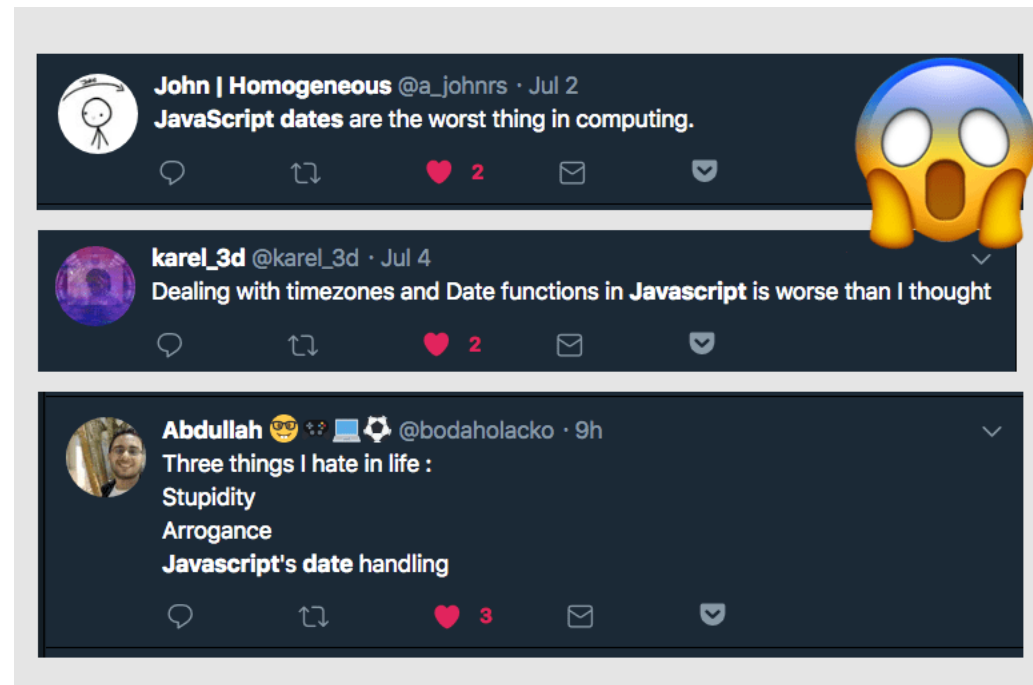 John | Homogeneous @a_johnrs · Jul 2
JavaScript dates are the worst thing in computing.
2
karel_3d @karel_3d · Jul 4
Dealing with timezones and Date functions in Javascript is worse than I thought
2
Abdullah 🤓🎮💻⚽ @bodaholacko · 9h
Three things I hate in life :
Stupidity
Arrogance
Javascript's date handling
3